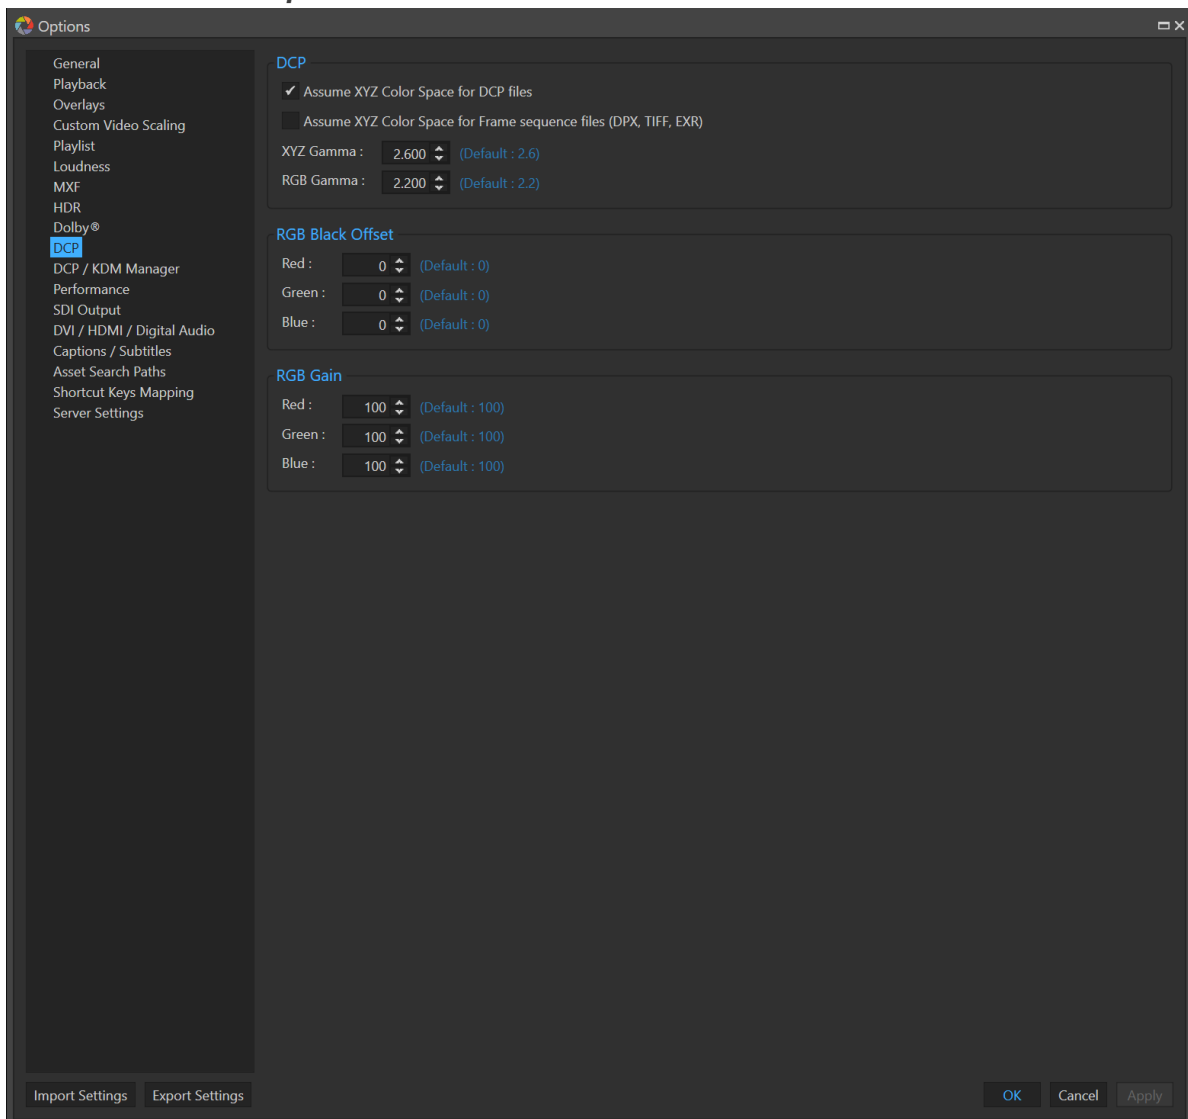 Options
General
Playback
Overlays
Custom Video Scaling
Playlist
Loudness
MXF
HDR
Dolby®
DCP
DCP / KDM Manager
Performance
SDI Output
DVI / HDMI / Digital Audio
Captions / Subtitles
Asset Search Paths
Shortcut Keys Mapping
Server Settings
DCP
Assume XYZ Color Space for DCP files
Assume XYZ Color Space for Frame sequence files (DPX, TIFF, EXR)
XYZ Gamma : 2.600 (Default : 2.6)
RGB Gamma : 2.200 (Default : 2.2)
RGB Black Offset
Red : 0 (Default : 0)
Green : 0 (Default : 0)
Blue : 0 (Default : 0)
RGB Gain
Red : 100 (Default : 100)
Green : 100 (Default : 100)
Blue : 100 (Default : 100)
Import Settings Export Settings OK Cancel Apply